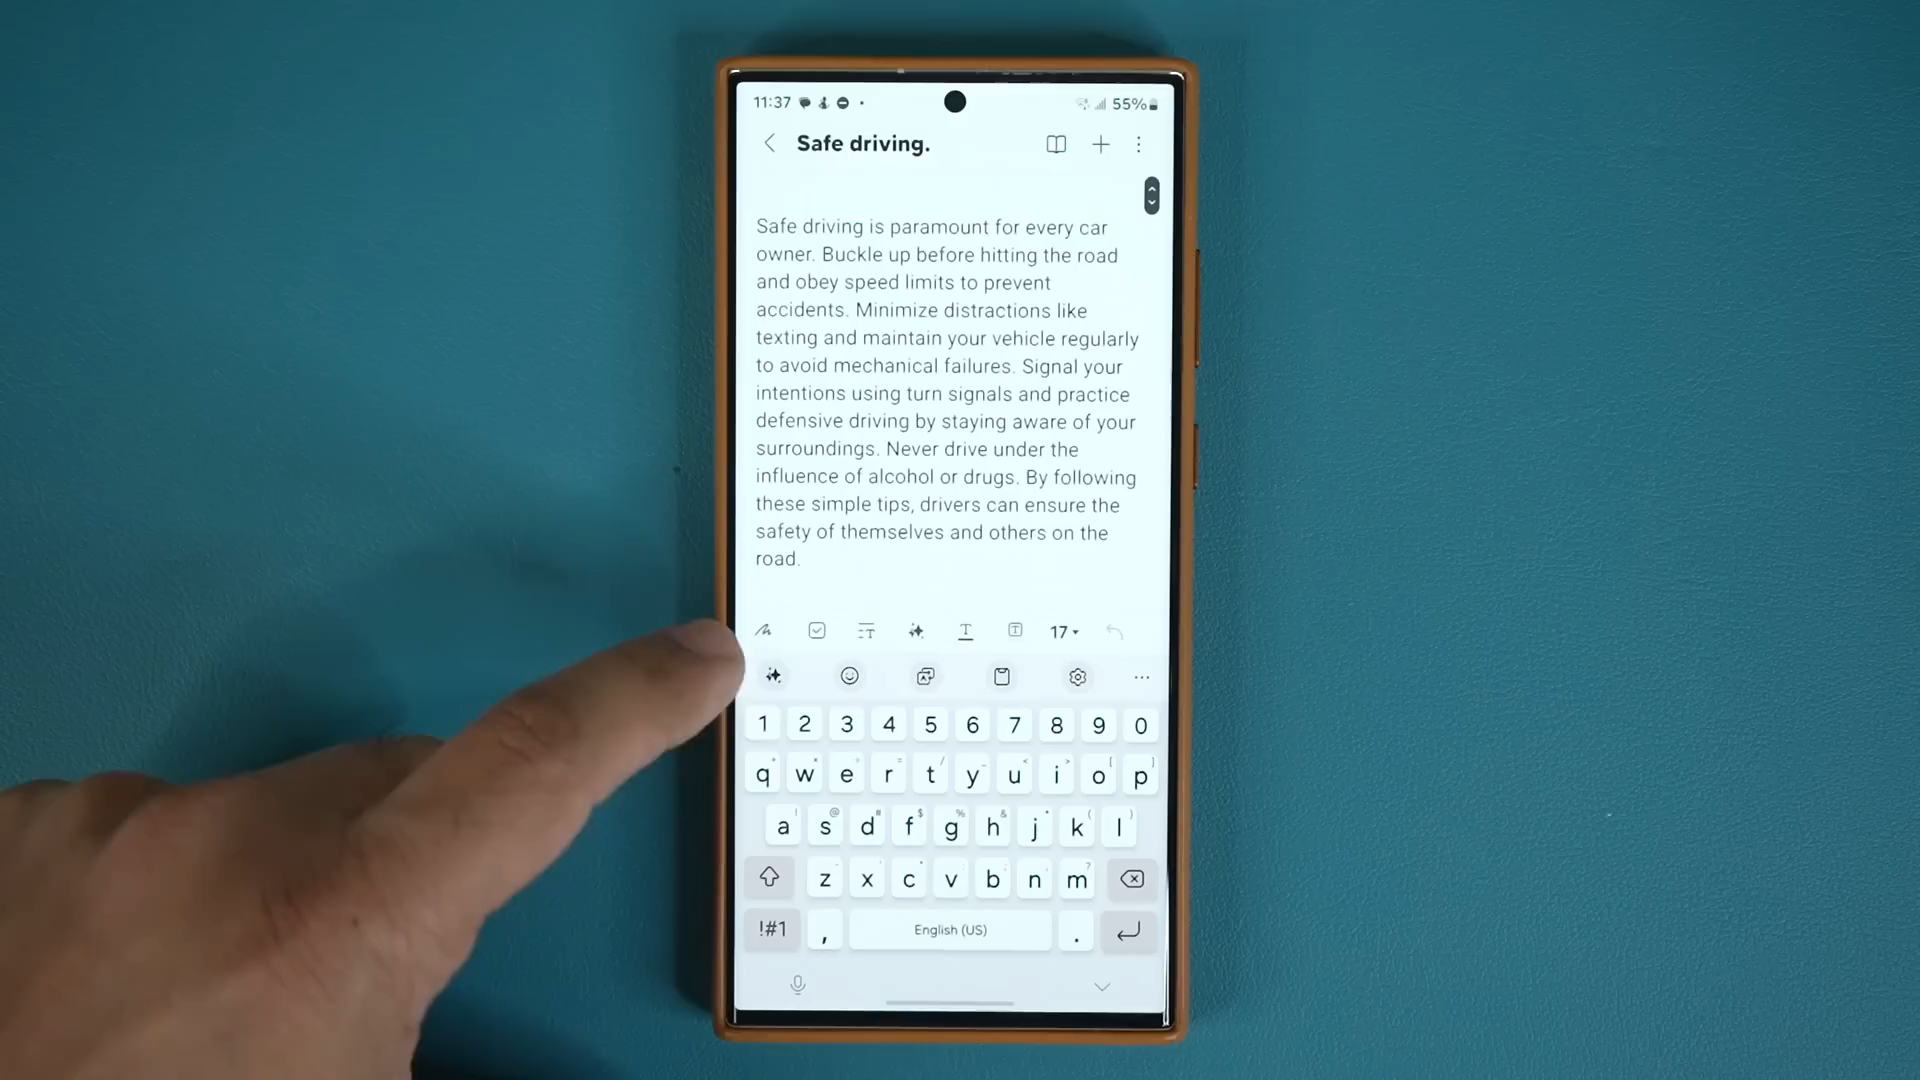 11:37
55%
Safe driving.
Safe driving is paramount for every car
owner. Buckle up before hitting the road
and obey speed limits to prevent
accidents. Minimize distractions like
texting and maintain your vehicle regularly
to avoid mechanical failures. Signal your
intentions using turn signals and practice
defensive driving by staying aware of your
surroundings. Never drive under the
influence of alcohol or drugs. By following
these simple tips, drivers can ensure the
safety of themselves and others on the
road.
17
1 2 3 4 5 6 7 8 9 0
q w e r t y u i o p
a s d f g h j k l
z x c v b n m
!#1 , English (US) .